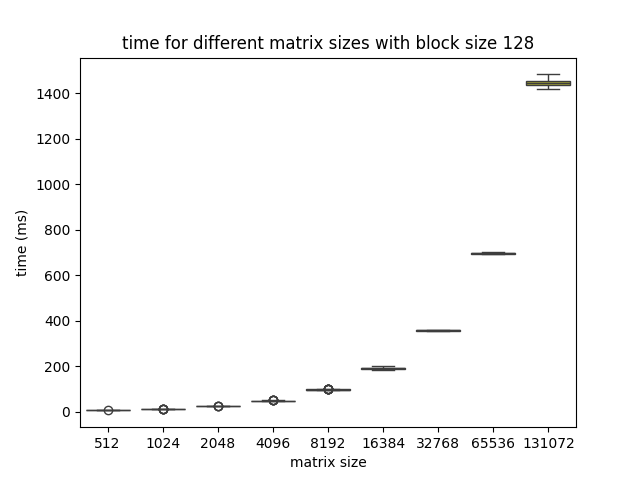 time for different matrix sizes with block size 128
time (ms)
1400
1200
1000
800
600
400
200
0
512 1024 2048 4096 8192 16384 32768 65536 131072
matrix size